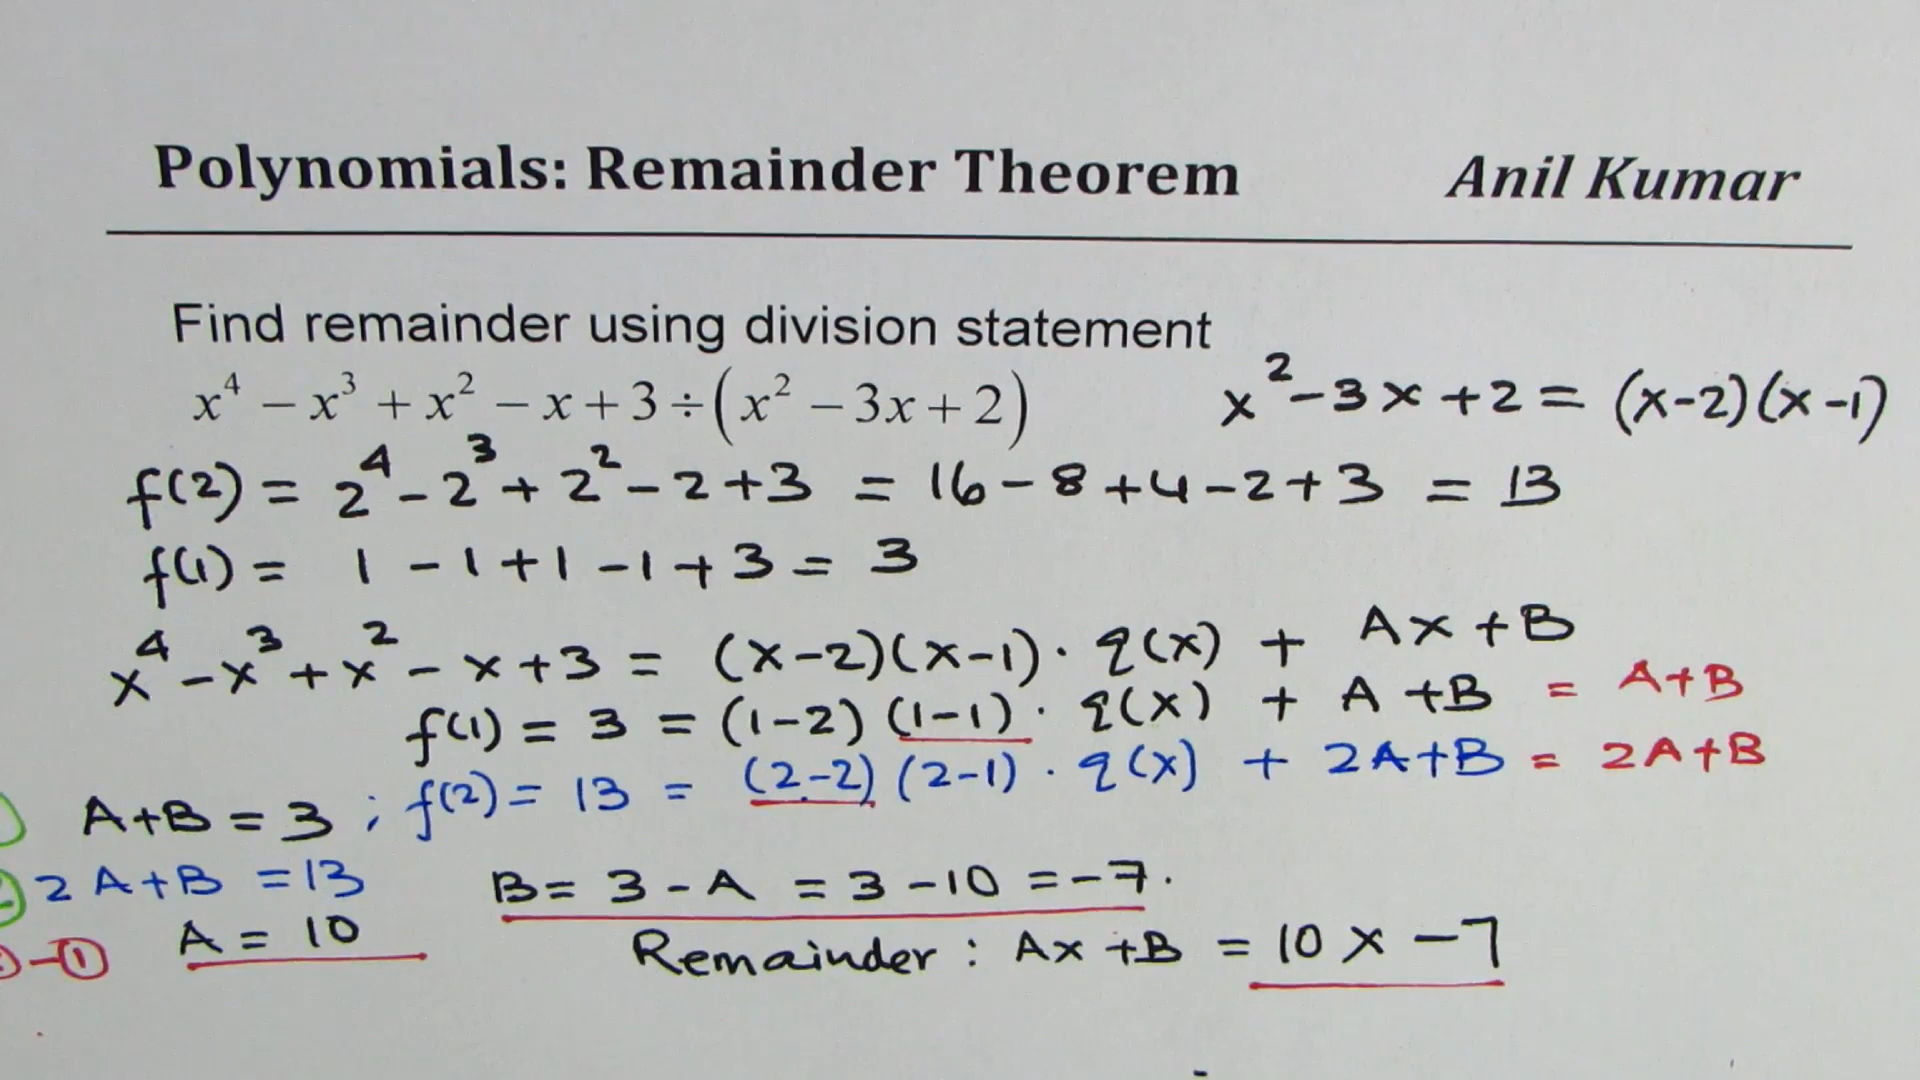 Polynomials: Remainder Theorem Anil Kumar
Find remainder using division statement
x⁴ − x³ + x² − x + 3 ÷ (x² − 3x + 2) x² − 3x + 2 = (x−2)(x−1)
f(2) = 2⁴ − 2³ + 2² − 2 + 3 = 16 − 8 + 4 − 2 + 3 = 13
f(1) = 1 − 1 + 1 − 1 + 3 = 3
x⁴ − x³ + x² − x + 3 = (x−2)(x−1) · q(x) + Ax + B
f(1) = 3 = (1−2)(1−1) · q(x) + A + B = A+B
A+B = 3 ; f(2) = 13 = (2−2)(2−1) · q(x) + 2A+B = 2A+B
2A+B = 13 B = 3 − A = 3 − 10 = −7.
−① A = 10 Remainder : Ax + B = 10x − 7